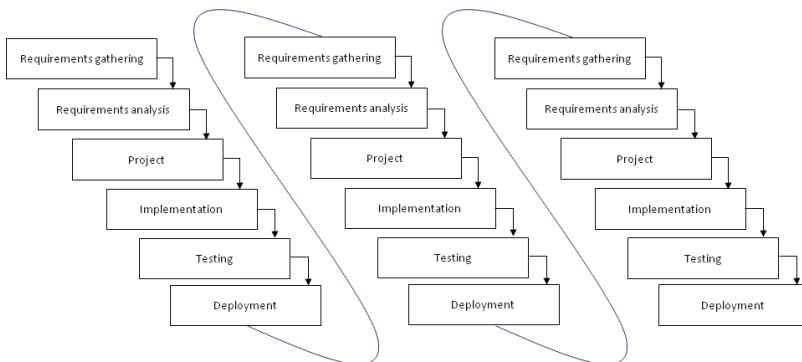 Requirements gathering
Requirements analysis
Project
Implementation
Testing
Deployment
Requirements gathering
Requirements analysis
Project
Implementation
Testing
Deployment
Requirements gathering
Requirements analysis
Project
Implementation
Testing
Deployment